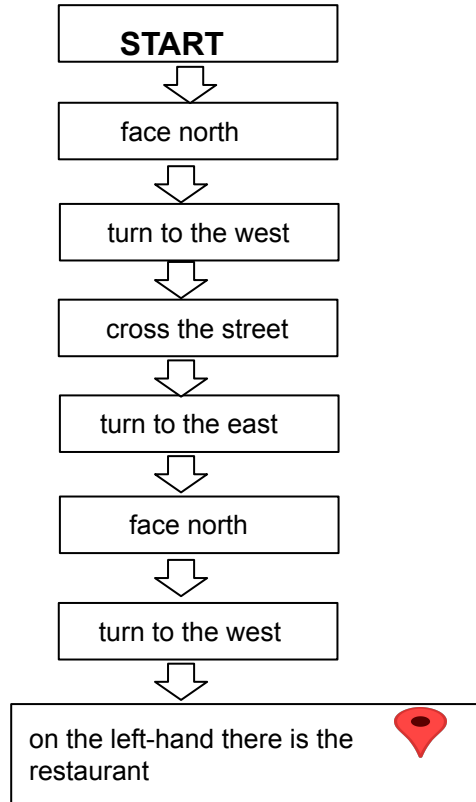 START
face north
turn to the west
cross the street
turn to the east
face north
turn to the west
on the left-hand there is the
restaurant